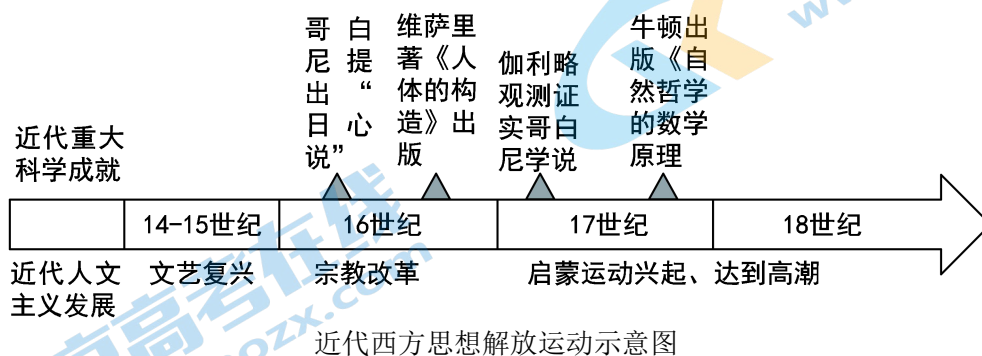 哥白
尼提
出“
日心
说”
维萨里
著《人
体的构
造》出
版
伽利略
观测证
实哥白
尼学说
牛顿出
版《自
然哲学
的数学
原理
近代重大
科学成就
14-15世纪
16世纪
17世纪
18世纪
近代人文
主义发展
文艺复兴
宗教改革
启蒙运动兴起、达到高潮
近代西方思想解放运动示意图
高考在线